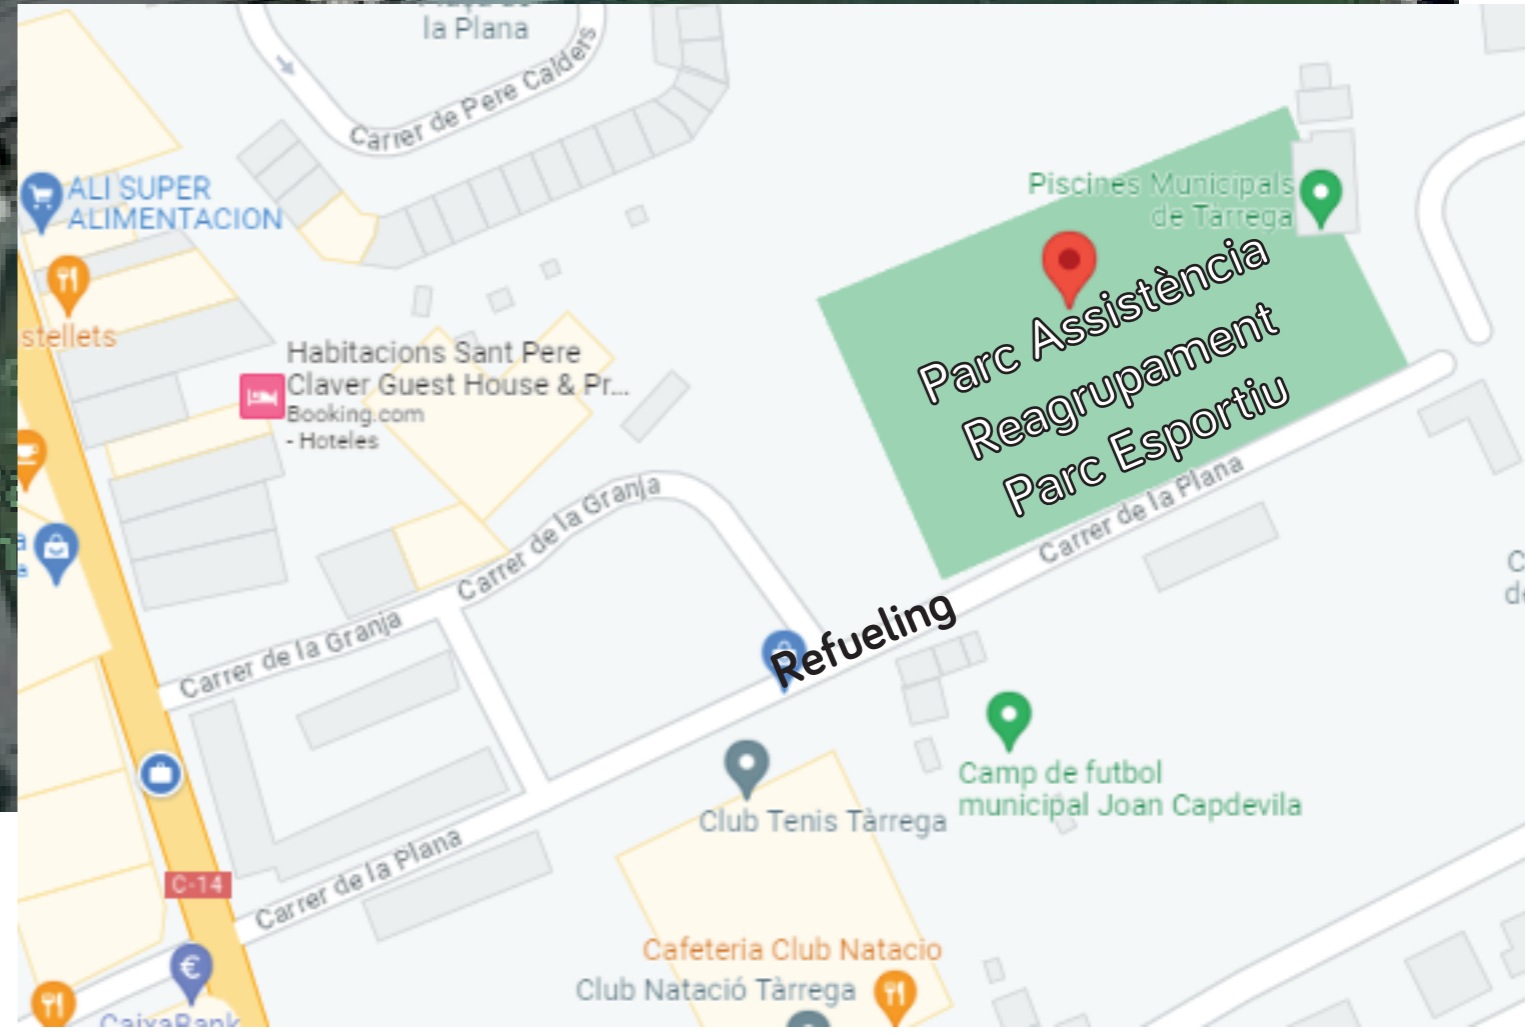 la Plana
Carrer de Pere Calders
ALI SUPER
ALIMENTACION
Piscines Municipals
de Tàrrega
Parc Assistència
Reagrupament
Parc Esportiu
stellets
Habitacions Sant Pere
Claver Guest House & Pr...
Booking.com
- Hoteles
Carrer de la Granja
Carrer de la Plana
Refueling
Carrer de la Granja
Camp de futbol
municipal Joan Capdevila
Club Tenis Tàrrega
Carrer de la Plana
C-14
Cafeteria Club Natacio
Club Natació Tàrrega
CaixaBank